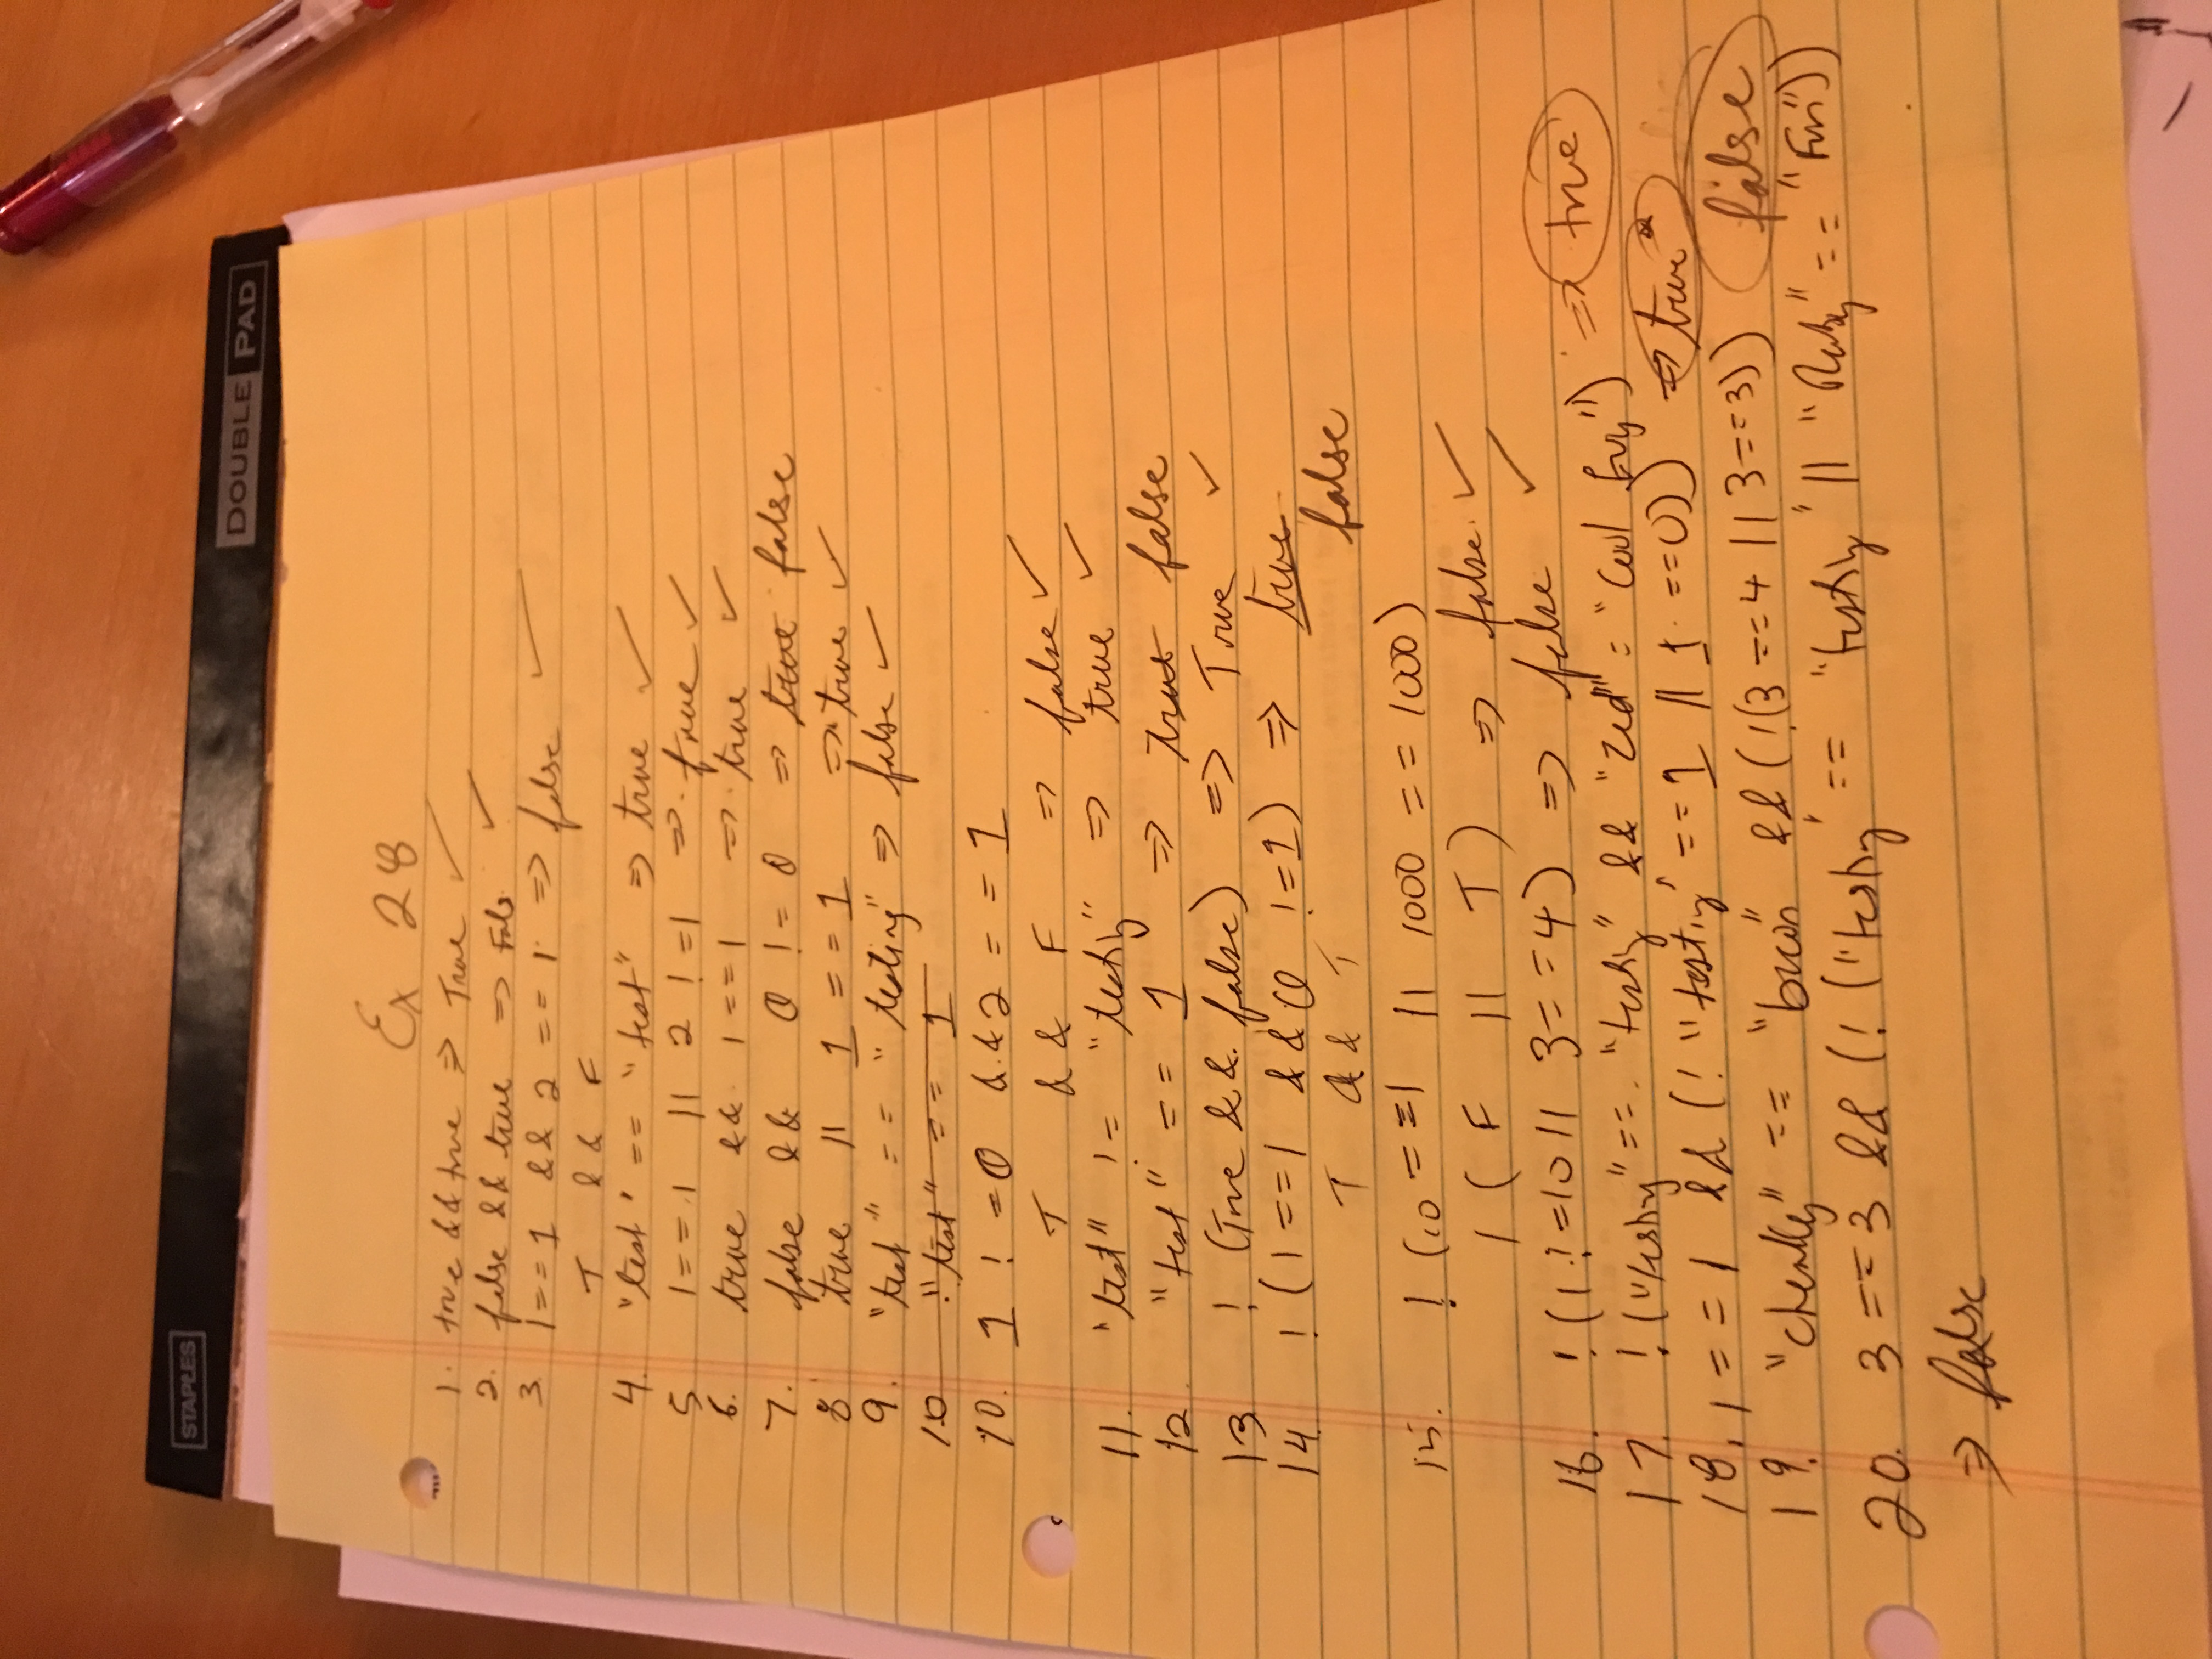 STAPLES
DOUBLE PAD
Ex 28
1. true && true => True ✓
2. false && true => Fals ✓
3 1==1 && 2 == 1 => false ✓
T && F
4. "test" == "test" => true ✓
5 1==1 || 2 !=1 => true ✓
6. true && 1==1 => true ✓
7. false && 0 != 0 => true false
8 true || 1 == 1 => true ✓
9. "test" == "testing" => false ✓
10 !"test" == 1
10. 1 != 0 && 2 == 1
T && F => false ✓
11. "test" != "testing" => true ✓
12. "test" == 1 => true false
13 ! (True && false) => True ✓
14. ! (1==1 && 0 !=1) => true
T && T false
15. ! (10 ==1 || 1000 == 1000)
! ( F || T ) => false ✓
16. ! (1!=10 || 3==4) => false ✓
17. ! ("testing" == "testing" && "Zed" = "Cool Guy") => true
18. 1==1 && (! "testing" == 1 || 1 ==0)) => true
19. "chunky" == "bacon" && (!(3==4 || 3==3)) false
20. 3 ==3 && (! ("testing" == "testing" || "Ruby" == "Fun"))
=> false